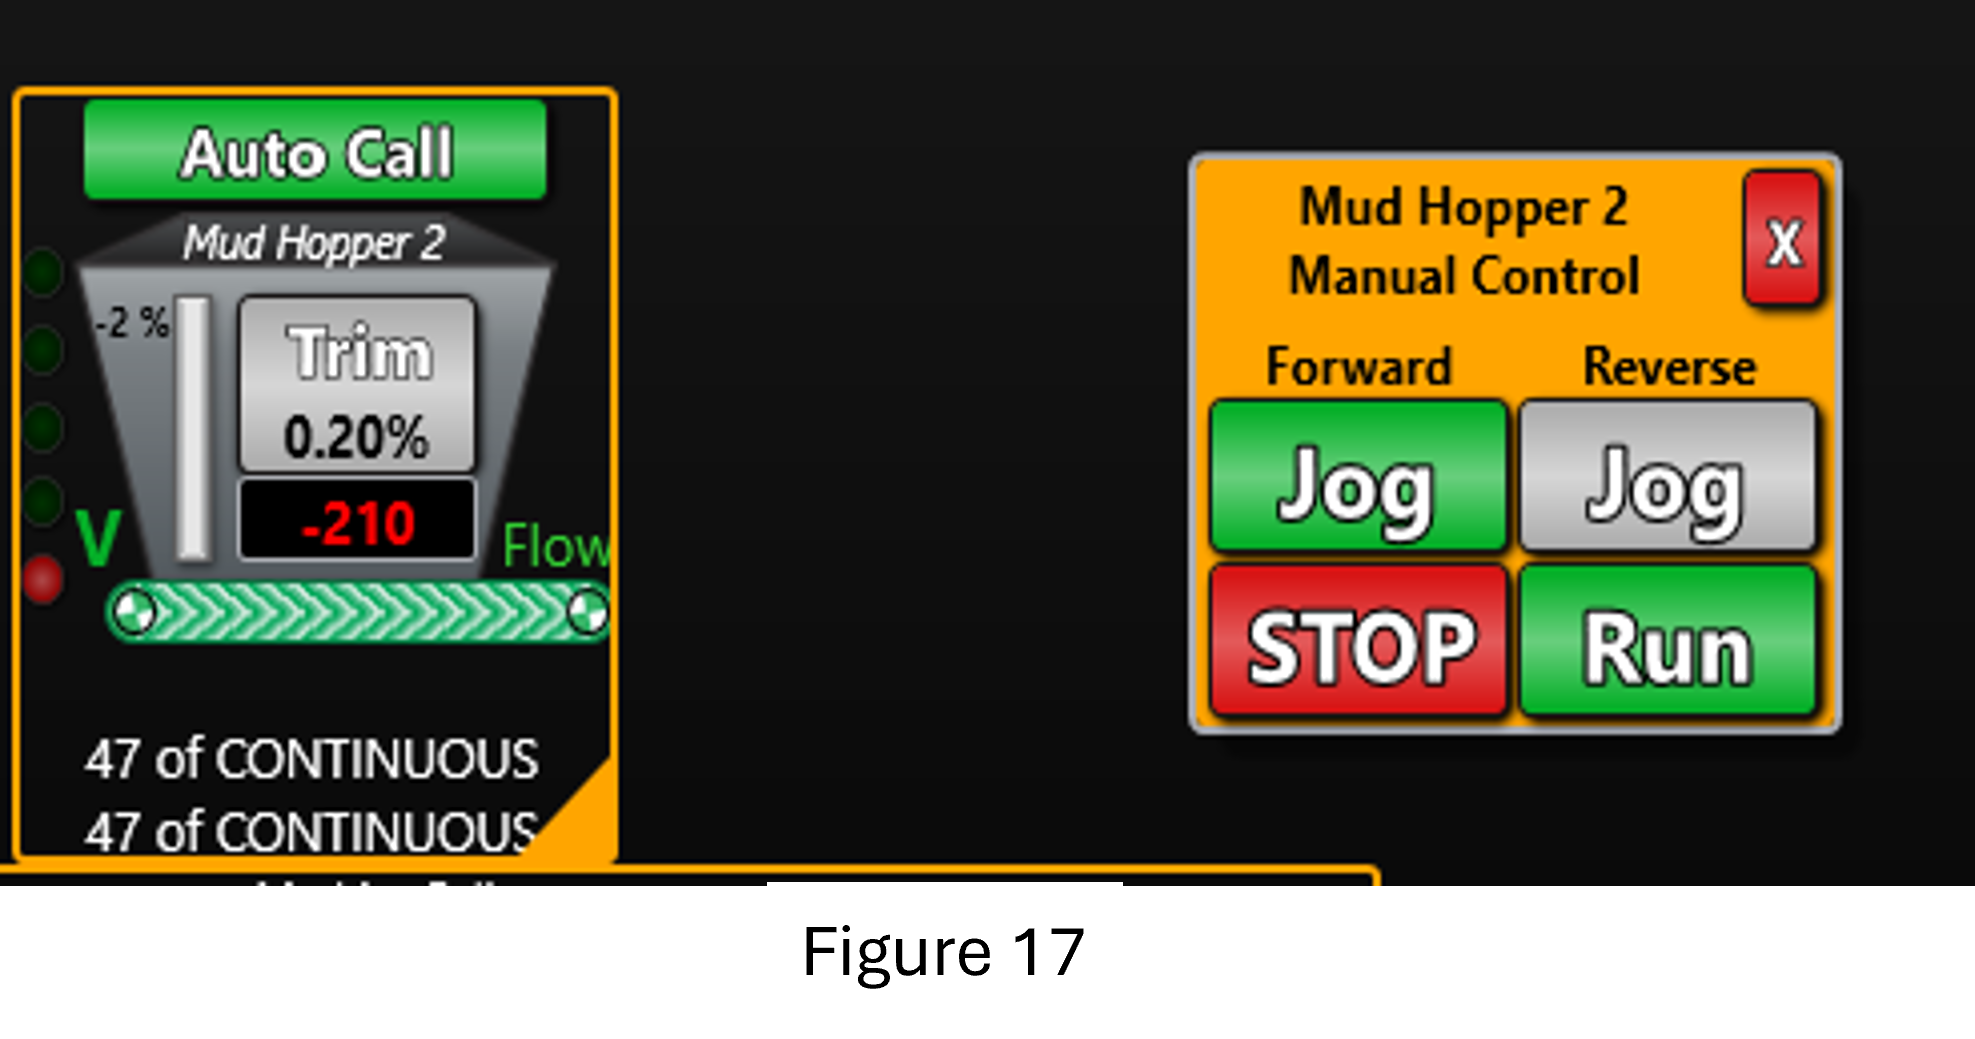 Auto Call
Mud Hopper 2
-2 %
Trim
0.20%
-210
V
Flow
47 of CONTINUOUS
47 of CONTINUOUS
Mud Hopper 2
Manual Control
X
Forward
Reverse
Jog
Jog
STOP
Run
Figure 17